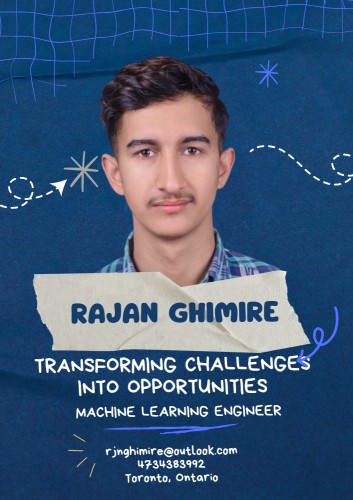 RAJAN GHIMIRE
TRANSFORMING CHALLENGES
INTO OPPORTUNITIES
MACHINE LEARNING ENGINEER
rjnghimire@outlook.com
4734383992
Toronto, Ontario